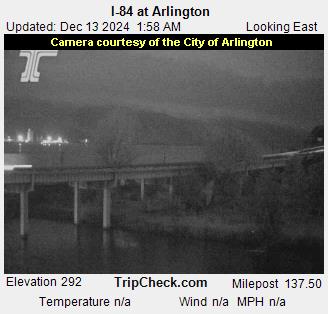 I-84 at Arlington
Updated: Dec 13 2024 1:58 AM Looking East
Camera courtesy of the City of Arlington
Elevation 292 TripCheck.com Milepost 137.50
Temperature n/a Wind n/a MPH n/a